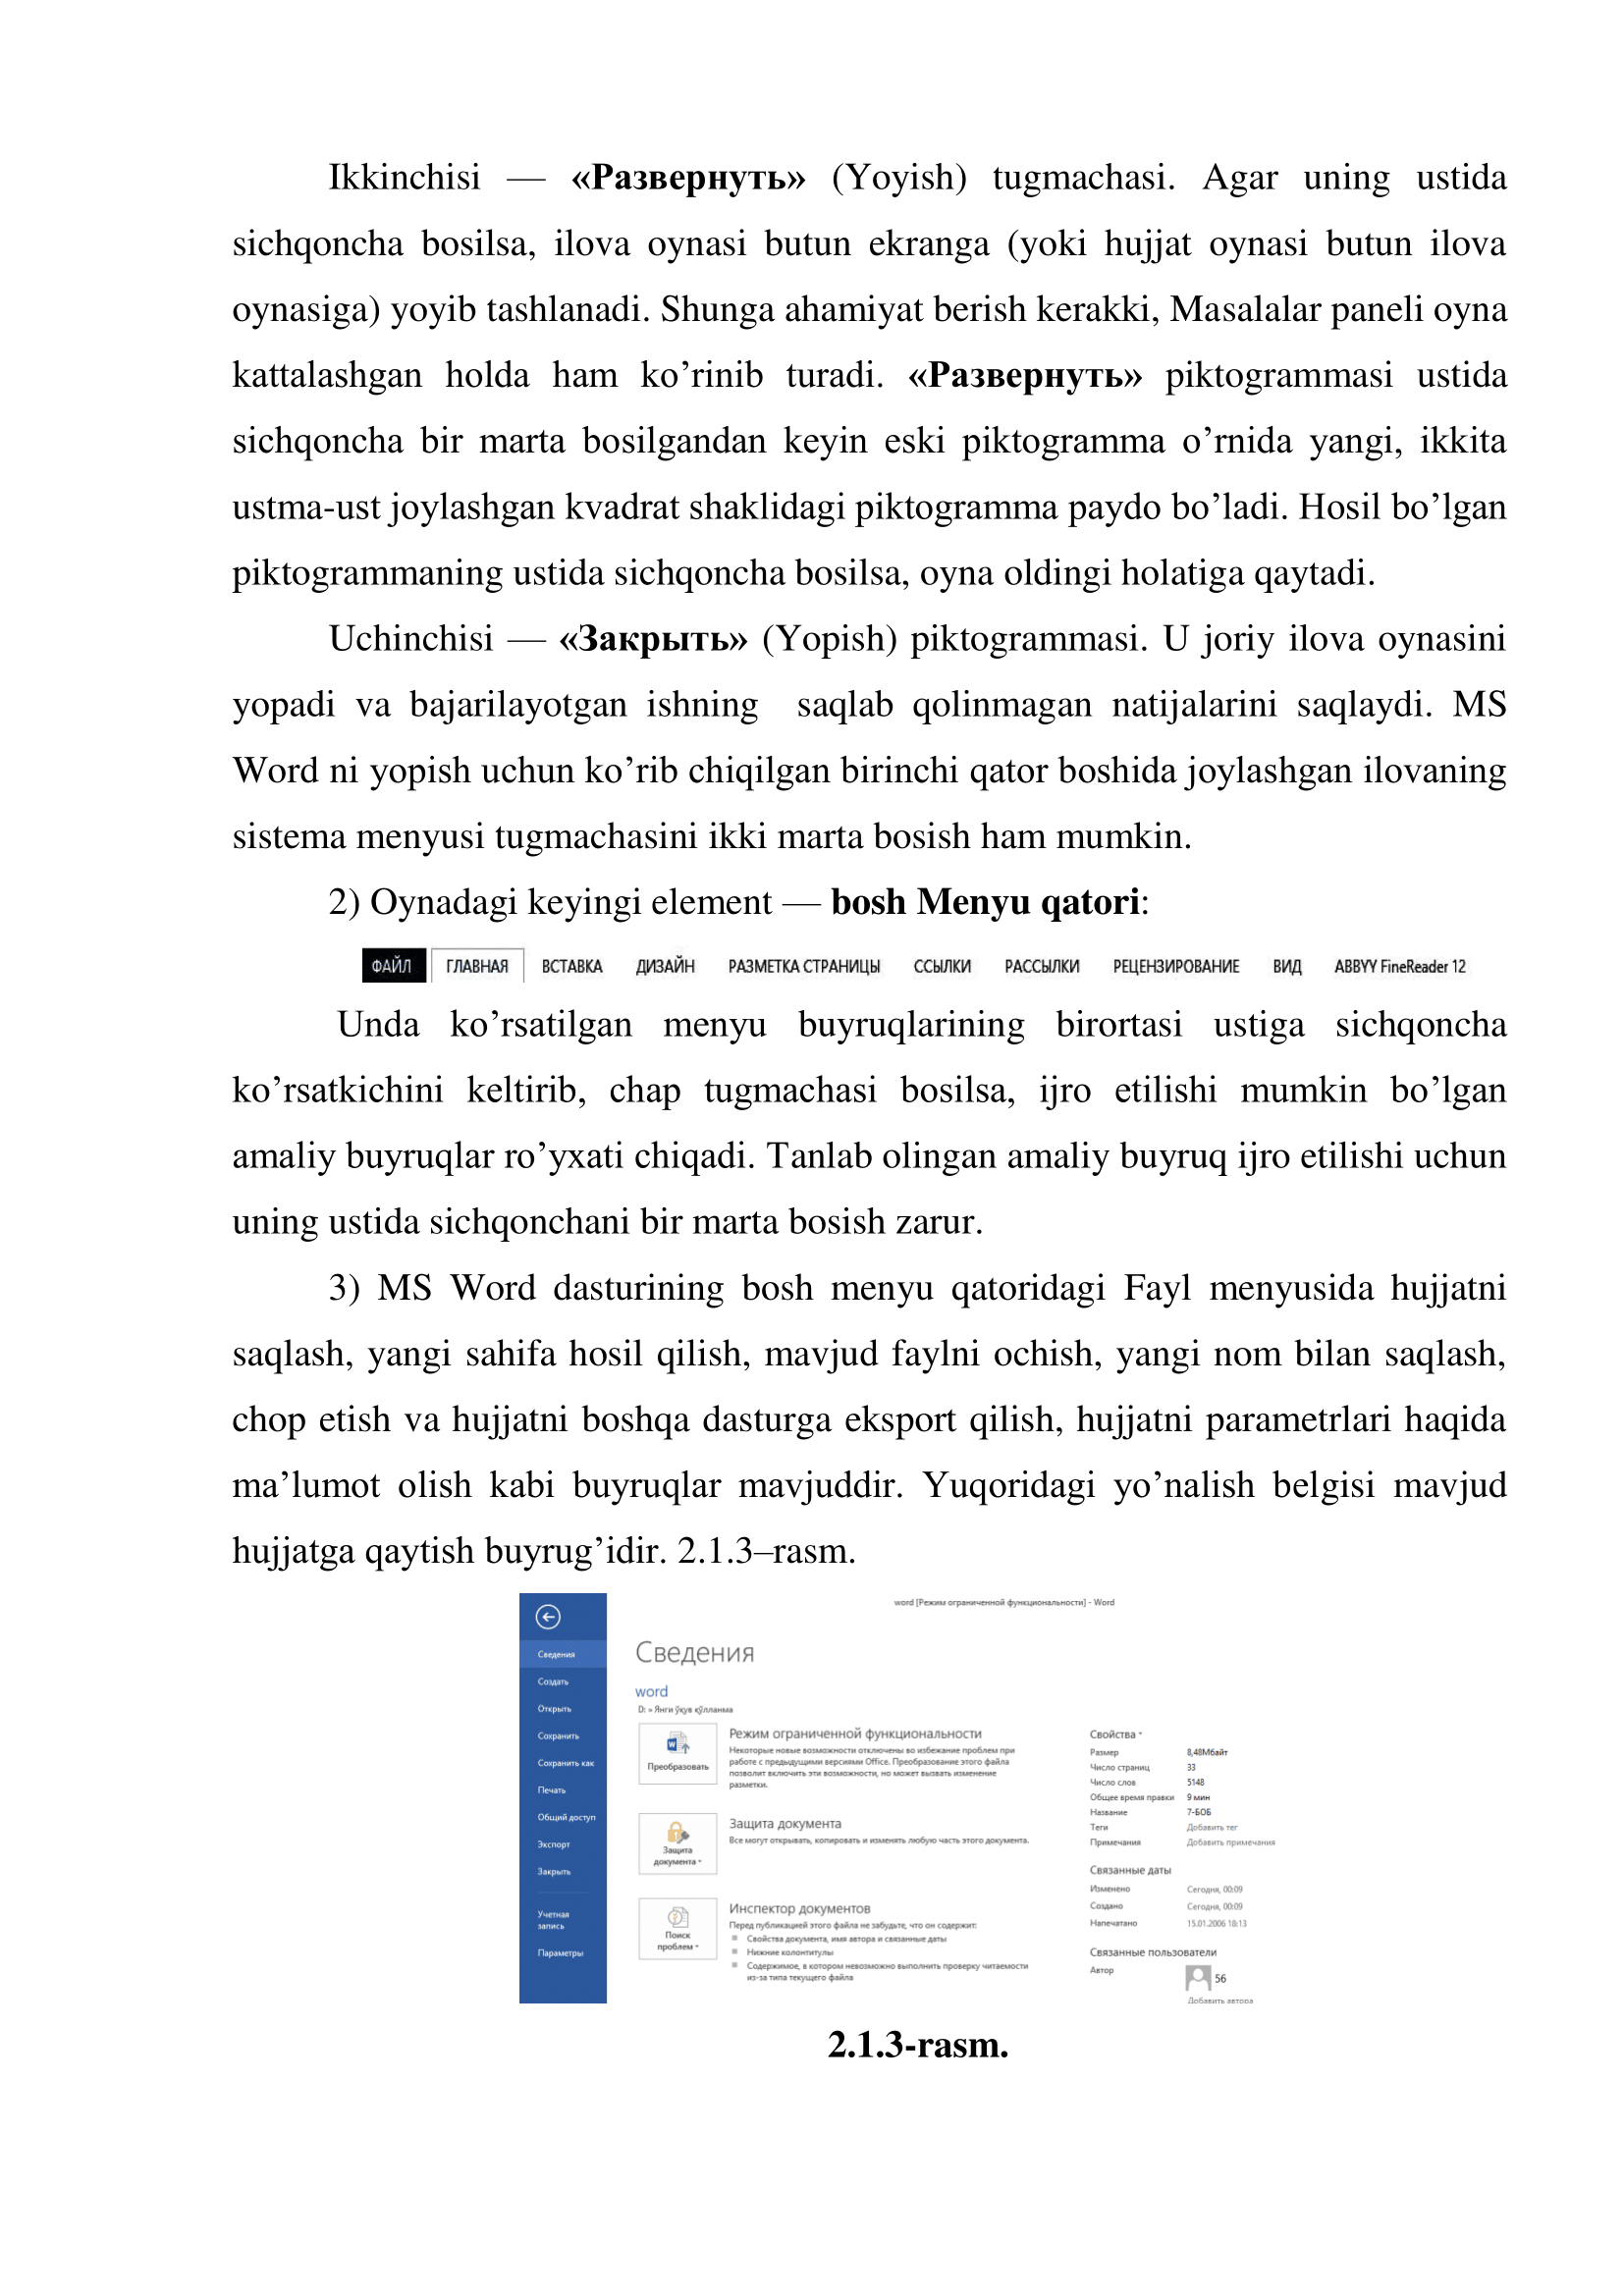 Ikkinchisi — «Развернуть» (Yoyish) tugmachasi. Agar uning ustida
sichqoncha bosilsa, ilova oynasi butun ekranga (yoki hujjat oynasi butun ilova
oynasiga) yoyib tashlanadi. Shunga ahamiyat berish kerakki, Masalalar paneli oyna
kattalashgan holda ham ko’rinib turadi. «Развернуть» piktogrammasi ustida
sichqoncha bir marta bosilgandan keyin eski piktogramma o’rnida yangi, ikkita
ustma-ust joylashgan kvadrat shaklidagi piktogramma paydo bo’ladi. Hosil bo’lgan
piktogrammaning ustida sichqoncha bosilsa, oyna oldingi holatiga qaytadi.
Uchinchisi — «Закрыть» (Yopish) piktogrammasi. U joriy ilova oynasini
yopadi va bajarilayotgan ishning saqlab qolinmagan natijalarini saqlaydi. MS
Word ni yopish uchun ko’rib chiqilgan birinchi qator boshida joylashgan ilovaning
sistema menyusi tugmachasini ikki marta bosish ham mumkin.
2) Oynadagi keyingi element — bosh Menyu qatori:
ФАЙЛ ГЛАВНАЯ ВСТАВКА ДИЗАЙН РАЗМЕТКА СТРАНИЦЫ ССЫЛКИ РАССЫЛКИ РЕЦЕНЗИРОВАНИЕ ВИД ABBYY FineReader 12
Unda ko’rsatilgan menyu buyruqlarining birortasi ustiga sichqoncha
ko’rsatkichini keltirib, chap tugmachasi bosilsa, ijro etilishi mumkin bo’lgan
amaliy buyruqlar ro’yxati chiqadi. Tanlab olingan amaliy buyruq ijro etilishi uchun
uning ustida sichqonchani bir marta bosish zarur.
3) MS Word dasturining bosh menyu qatoridagi Fayl menyusida hujjatni
saqlash, yangi sahifa hosil qilish, mavjud faylni ochish, yangi nom bilan saqlash,
chop etish va hujjatni boshqa dasturga eksport qilish, hujjatni parametrlari haqida
ma’lumot olish kabi buyruqlar mavjuddir. Yuqoridagi yo’nalish belgisi mavjud
hujjatga qaytish buyrug’idir. 2.1.3–rasm.
word [Режим ограниченной функциональности] - Word
Сведения
Создать
Открыть
Сохранить
Сохранить как
Печать
Общий доступ
Экспорт
Закрыть
Учетная
запись
Параметры
Сведения
word
D: » Янги ўқув қўлланма
Преобразовать
Режим ограниченной функциональности
Некоторые новые возможности отключены во избежание проблем при
работе с предыдущими версиями Office. Преобразование этого файла
позволит включить эти возможности, но может вызвать изменение
разметки.
Защита
документа
Защита документа
Все могут открывать, копировать и изменять любую часть этого документа.
Поиск
проблем
Инспектор документов
Перед публикацией этого файла не забудьте, что он содержит:
Свойства документа, имя автора и связанные даты
Нижние колонтитулы
Содержимое, в котором невозможно выполнить проверку читаемости
из-за типа текущего файла
Свойства
Размер 8,48Мбайт
Число страниц 33
Число слов 5148
Общее время правки 9 мин
Название 7-БОБ
Теги Добавить тег
Примечания Добавить примечания
Связанные даты
Изменено Сегодня, 00:09
Создано Сегодня, 00:09
Напечатано 15.01.2006 18:13
Связанные пользователи
Автор 56
Добавить автора
2.1.3-rasm.